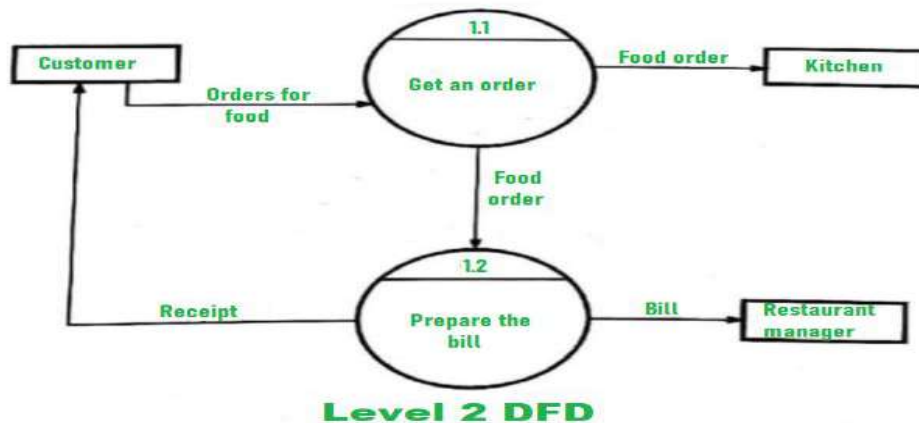 1.1
Customer
Get an order
Food order
Kitchen
Orders for
food
Food
order
1.2
Receipt
Prepare the
bill
Bill
Restaurant
manager
Level 2 DFD